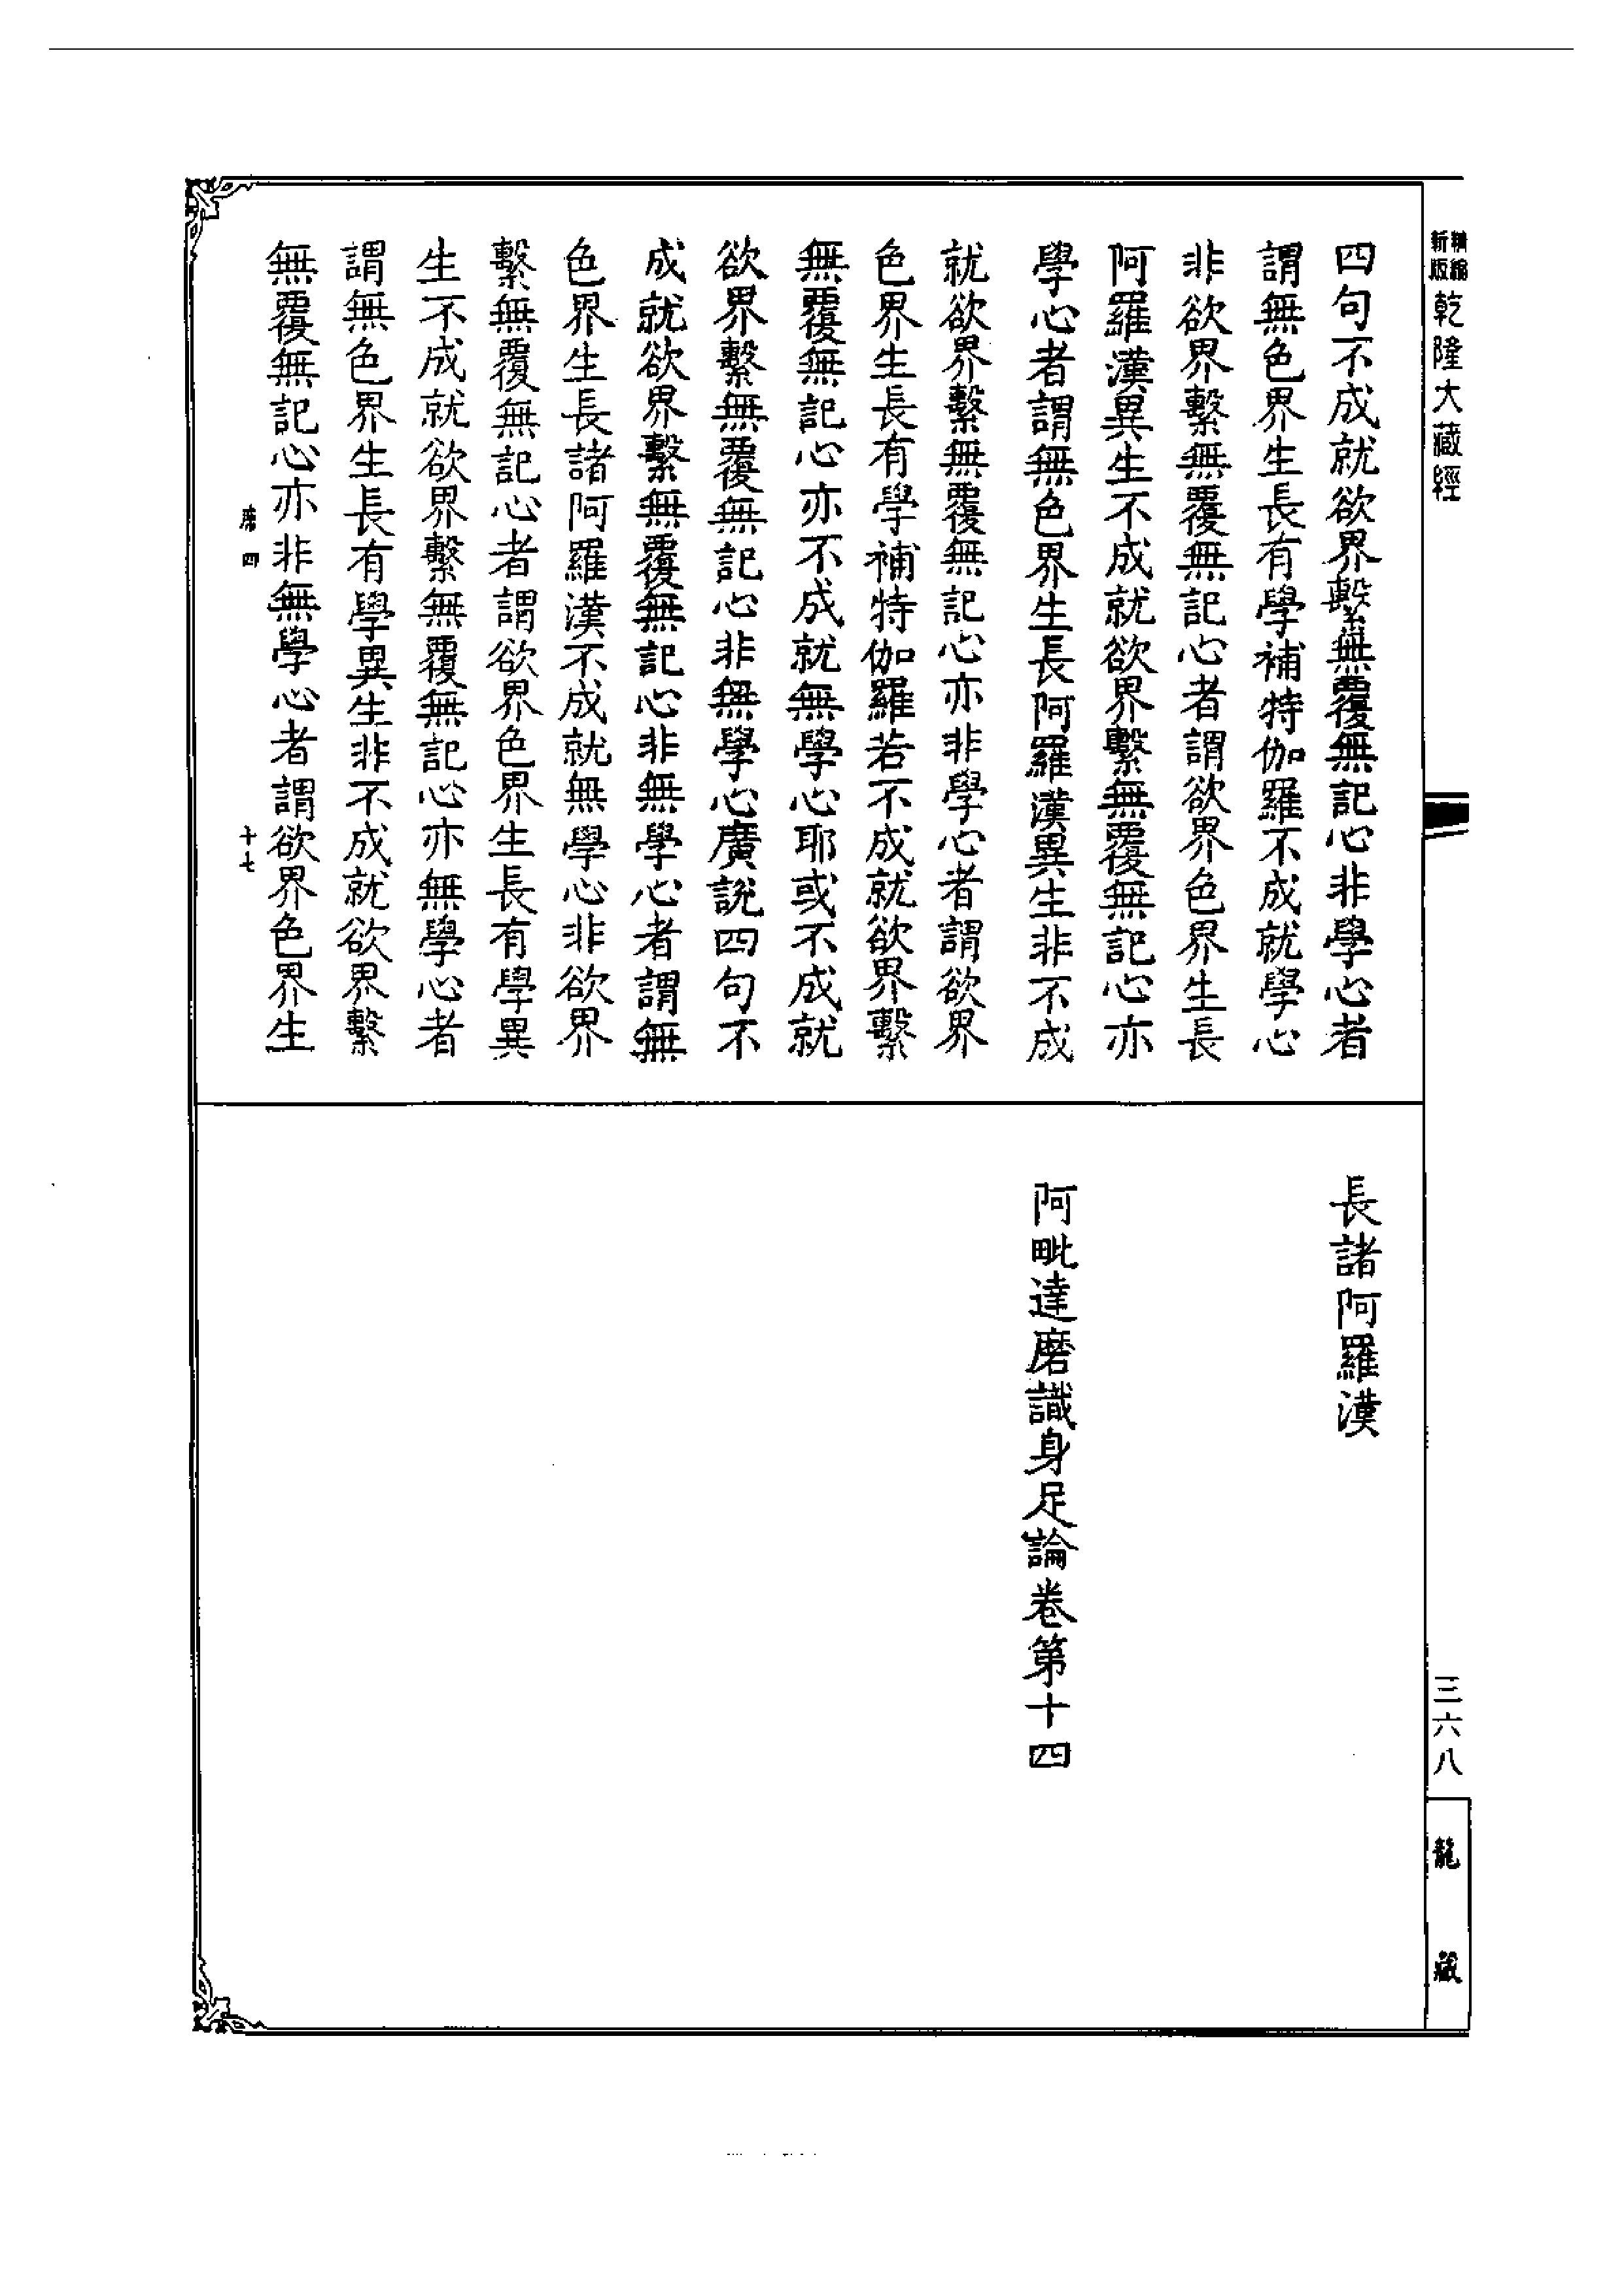 精編
新版
乾隆大藏經
四句不成就欲界繫無覆無記心非學心者
謂無色界生長有學補特伽羅不成就學心
非欲界繫無覆無記心者謂欲界色界生長
阿羅漢異生不成就欲界繫無覆無記心亦
學心者謂無色界生長阿羅漢異生非不成
就欲界繫無覆無記心亦非學心者謂欲界
色界生長有學補特伽羅若不成就欲界繫
無覆無記心亦不成就無學心耶或不成就
欲界繫無覆無記心非無學心廣說四句不
成就欲界繫無覆無記心非無學心者謂無
色界生長諸阿羅漢不成就無學心非欲界
繫無覆無記心者謂欲界色界生長有學異
生不成就欲界繫無覆無記心亦無學心者
謂無色界生長有學異生非不成就欲界繫
無覆無記心亦非無學心者謂欲界色界生
四
十七
長諸阿羅漢
阿毗達磨識身足論卷第十四
三六八
龍藏